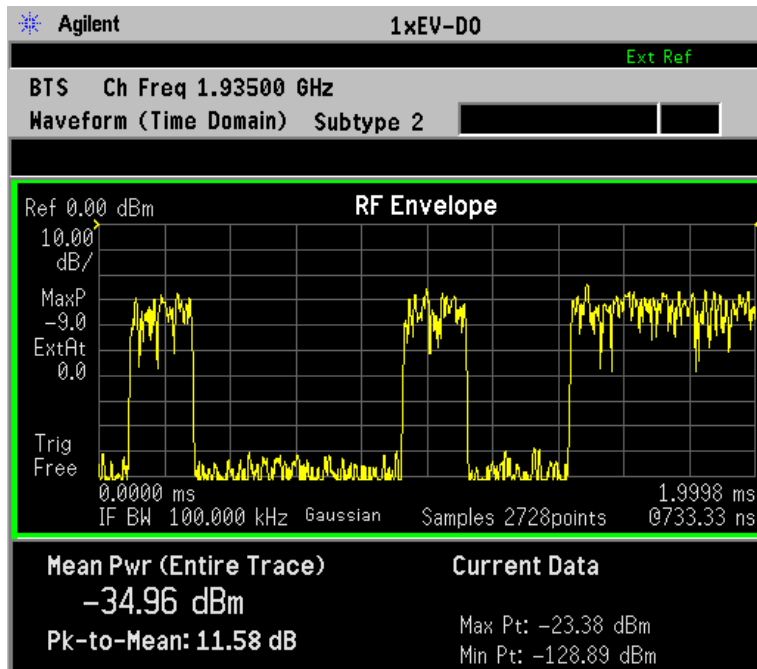 Agilent 1xEV-DO
Ext Ref
BTS Ch Freq 1.93500 GHz
Waveform (Time Domain) Subtype 2
Ref 0.00 dBm RF Envelope
10.00
dB/
MaxP
-9.0
ExtAt
0.0
Trig
Free
0.0000 ms 1.9998 ms
IF BW 100.000 kHz Gaussian Samples 2728points @733.33 ns
Mean Pwr (Entire Trace) Current Data
-34.96 dBm
Max Pt: -23.38 dBm
Pk-to-Mean: 11.58 dB
Min Pt: -128.89 dBm